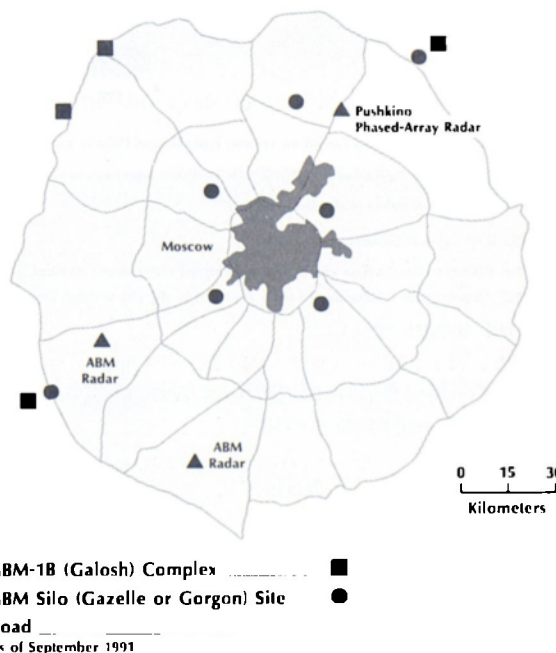 Pushkino
Phased-Array Radar
Moscow
ABM
Radar
ABM
Radar
0 15 30
Kilometers
BM-1B (Galosh) Complex
BM Silo (Gazelle or Gorgon) Site
oad
s of September 1991